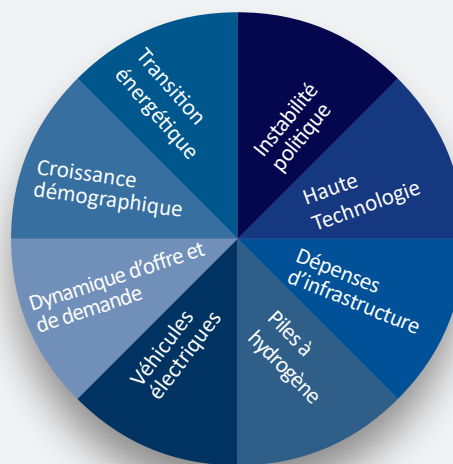 Transition
énergétique
Instabilité
politique
Haute
Technologie
Dépenses
d’infrastructure
Piles à
hydrogène
Véhicules
électriques
Dynamique d’offre et
de demande
Croissance
démographique